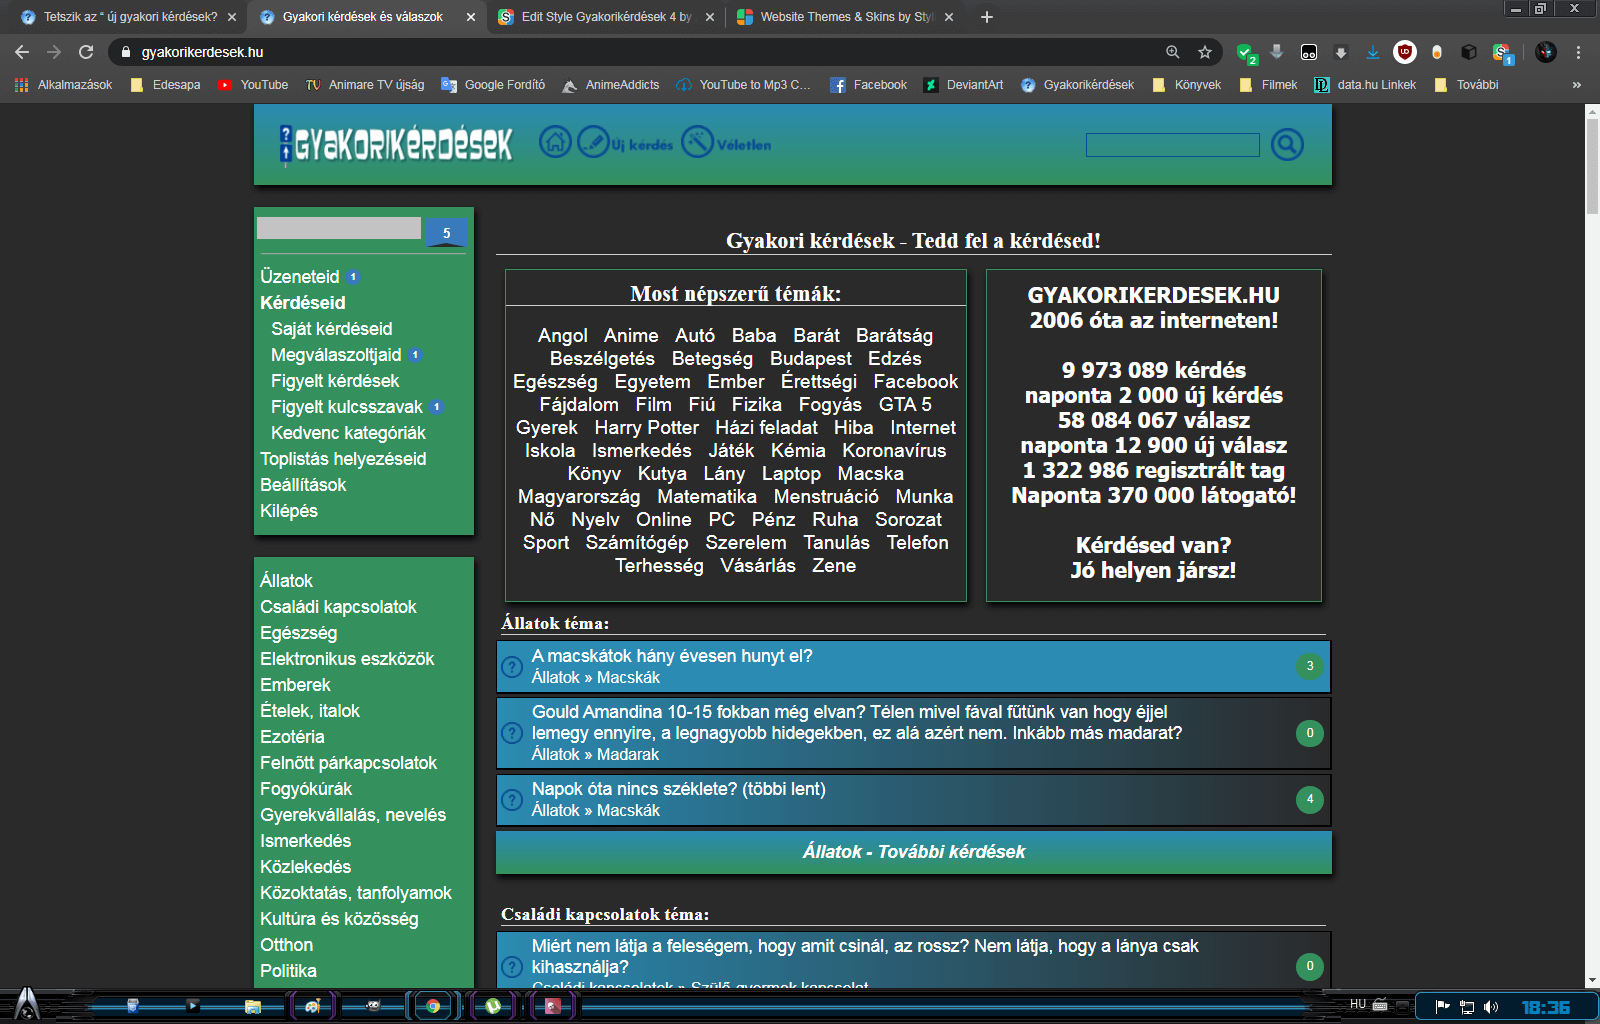 Tetszik az " új gyakori kérdések?
Gyakori kérdések és válaszok
Edit Style Gyakorikérdések 4 by
Website Themes & Skins by Styl
gyakorikerdesek.hu
2
1
Alkalmazások
Edesapa
YouTube
Animare TV újság
Google Fordító
AnimeAddicts
YouTube to Mp3 C...
Facebook
DeviantArt
Gyakorikérdések
Könyvek
Filmek
data.hu Linkek
További
»
GYAKORIKÉRDÉSEK
Új kérdés
Véletlen
5
Üzeneteid 1
Kérdéseid
Saját kérdéseid
Megválaszoltjaid 1
Figyelt kérdések
Figyelt kulcsszavak 1
Kedvenc kategóriák
Toplistás helyezéseid
Beállítások
Kilépés
Állatok
Családi kapcsolatok
Egészség
Elektronikus eszközök
Emberek
Ételek, italok
Ezotéria
Felnőtt párkapcsolatok
Fogyókúrák
Gyerekvállalás, nevelés
Ismerkedés
Közlekedés
Közoktatás, tanfolyamok
Kultúra és közösség
Otthon
Politika
Gyakori kérdések - Tedd fel a kérdésed!
Most népszerű témák:
Angol Anime Autó Baba Barát Barátság
Beszélgetés Betegség Budapest Edzés
Egészség Egyetem Ember Érettségi Facebook
Fájdalom Film Fiú Fizika Fogyás GTA 5
Gyerek Harry Potter Házi feladat Hiba Internet
Iskola Ismerkedés Játék Kémia Koronavírus
Könyv Kutya Lány Laptop Macska
Magyarország Matematika Menstruáció Munka
Nő Nyelv Online PC Pénz Ruha Sorozat
Sport Számítógép Szerelem Tanulás Telefon
Terhesség Vásárlás Zene
GYAKORIKERDESEK.HU
2006 óta az interneten!
9 973 089 kérdés
naponta 2 000 új kérdés
58 084 067 válasz
naponta 12 900 új válasz
1 322 986 regisztrált tag
Naponta 370 000 látogató!
Kérdésed van?
Jó helyen jársz!
Állatok téma:
A macskátok hány évesen hunyt el?
Állatok » Macskák
3
Gould Amandina 10-15 fokban még elvan? Télen mivel fával fűtünk van hogy éjjel
lemegy ennyire, a legnagyobb hidegekben, ez alá azért nem. Inkább más madarat?
Állatok » Madarak
0
Napok óta nincs széklete? (többi lent)
Állatok » Macskák
4
Állatok - További kérdések
Családi kapcsolatok téma:
Miért nem látja a feleségem, hogy amit csinál, az rossz? Nem látja, hogy a lánya csak
kihasználja?
Családi kapcsolatok » Szülő-gyermek kapcsolat
0
HU
18:36